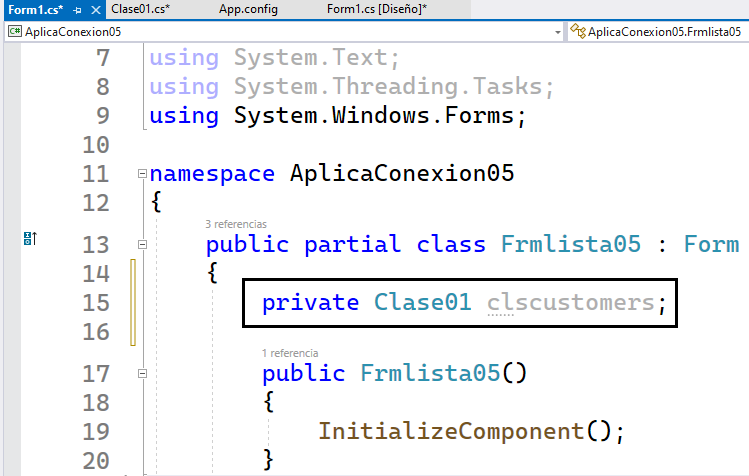 Form1.cs* Clase01.cs* App.config Form1.cs [Diseño]*
C# AplicaConexion05 AplicaConexion05.Frmlista05
7 using System.Text;
8 using System.Threading.Tasks;
9 using System.Windows.Forms;
10
11 namespace AplicaConexion05
12 {
3 referencias
13 public partial class Frmlista05 : Form
14 {
15 private Clase01 clscustomers;
16
1 referencia
17 public Frmlista05()
18 {
19 InitializeComponent();
20 }